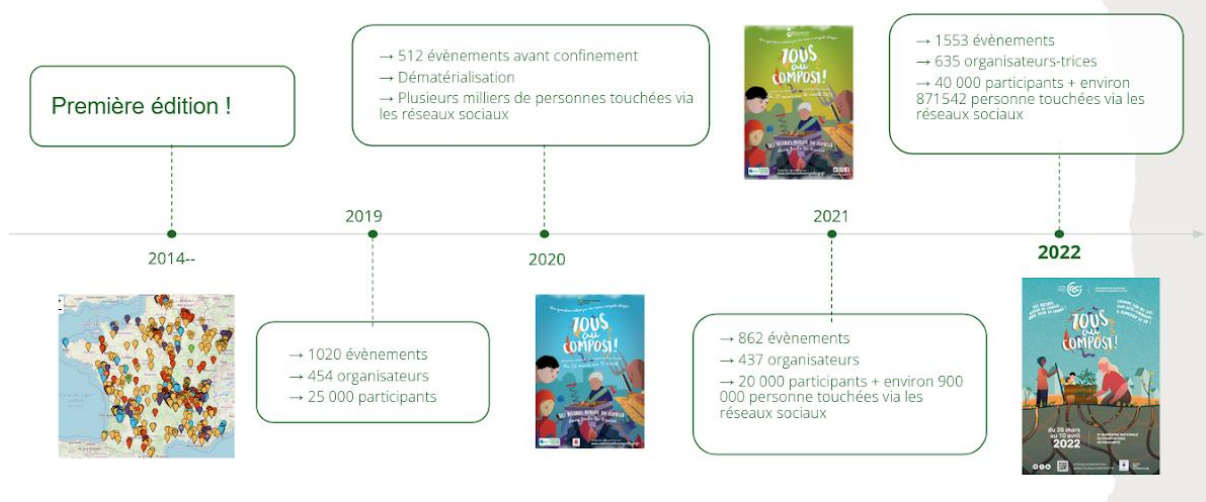 Première édition !
2014--
2019
→ 1020 évènements
→ 454 organisateurs
→ 25 000 participants
→ 512 évènements avant confinement
→ Dématérialisation
→ Plusieurs milliers de personnes touchées via
les réseaux sociaux
2020
TOUS
au
COMPOST!
TOUS
au
COMPOST!
2021
→ 862 évènements
→ 437 organisateurs
→ 20 000 participants + environ 900
000 personne touchées via les
réseaux sociaux
→ 1553 évènements
→ 635 organisateurs-trices
→ 40 000 participants + environ
871542 personne touchées via les
réseaux sociaux
2022
TOUS
au
COMPOST!
du 26 mars
au 10 avril
2022